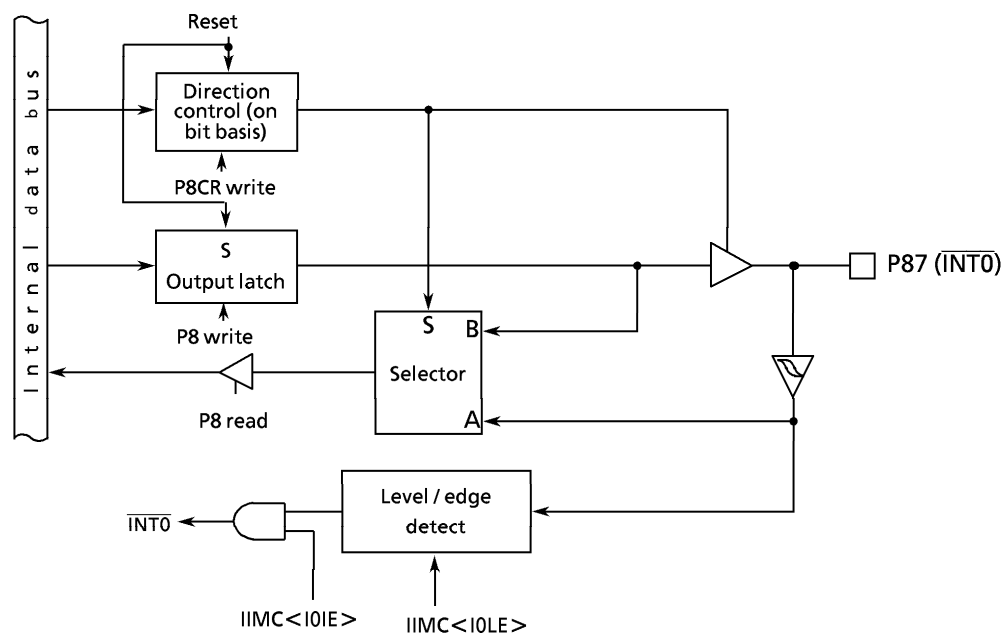 Reset
Internal data bus
Direction
control (on
bit basis)
P8CR write
S
Output latch
P87 (INT0)
P8 write
S
B
Selector
A
P8 read
Level / edge
detect
INT0
IIMC<I0IE>
IIMC<I0LE>